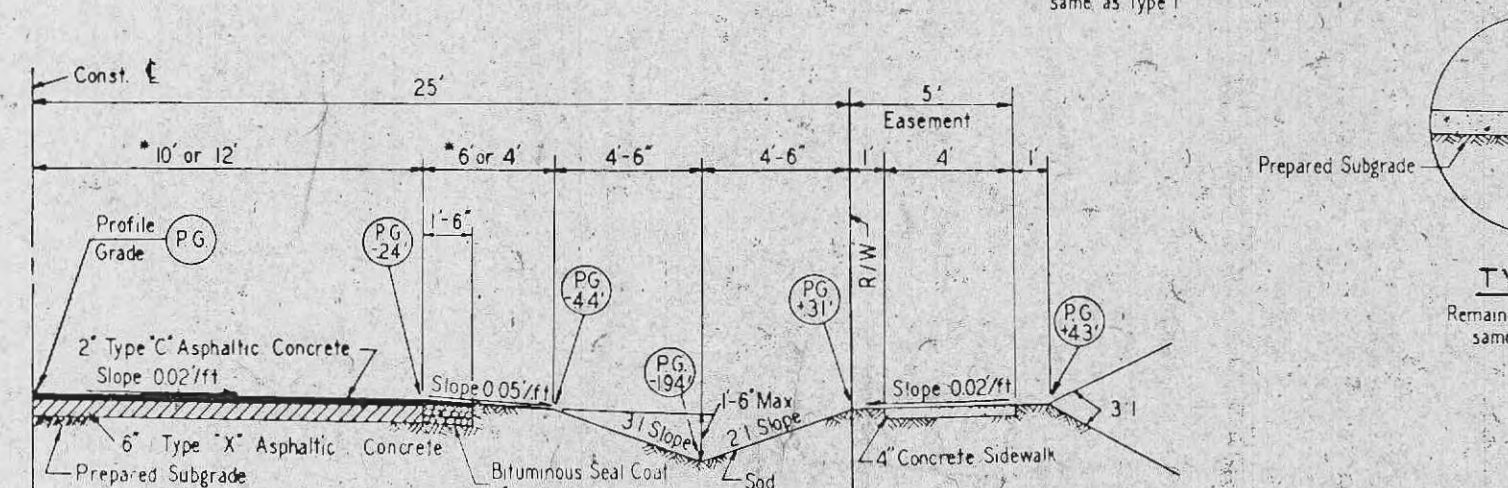 same as Type I
Const. ℄
25'
5'
Easement
*10' or 12'
*6' or 4'
4'-6"
4'-6"
1'
4'
1'
Prepared Subgrade
1'-6"
Profile
Grade
P.G.
P.G.
-.24'
P.G.
-.44'
P.G.
-1.94'
P.G.
+.31'
R/W
P.G.
+.43'
2" Type "C" Asphaltic Concrete
Slope 0.02'/ft
Slope 0.05'/ft
1'-6" Max
3:1 Slope
2:1 Slope
Slope 0.02'/ft
3:1
6" Type "X" Asphaltic Concrete
Prepared Subgrade
Bituminous Seal Coat
Sod
4" Concrete Sidewalk
TY
Remain
same